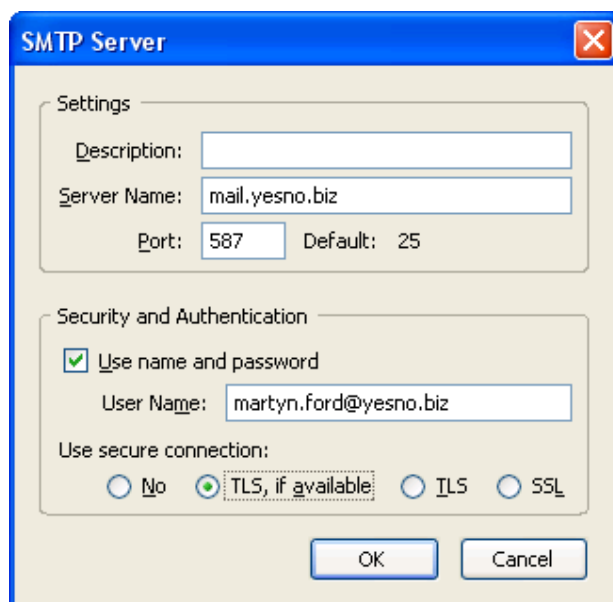 SMTP Server
Settings
Description:
Server Name: mail.yesno.biz
Port: 587 Default: 25
Security and Authentication
Use name and password
User Name: martyn.ford@yesno.biz
Use secure connection:
No TLS, if available TLS SSL
OK Cancel